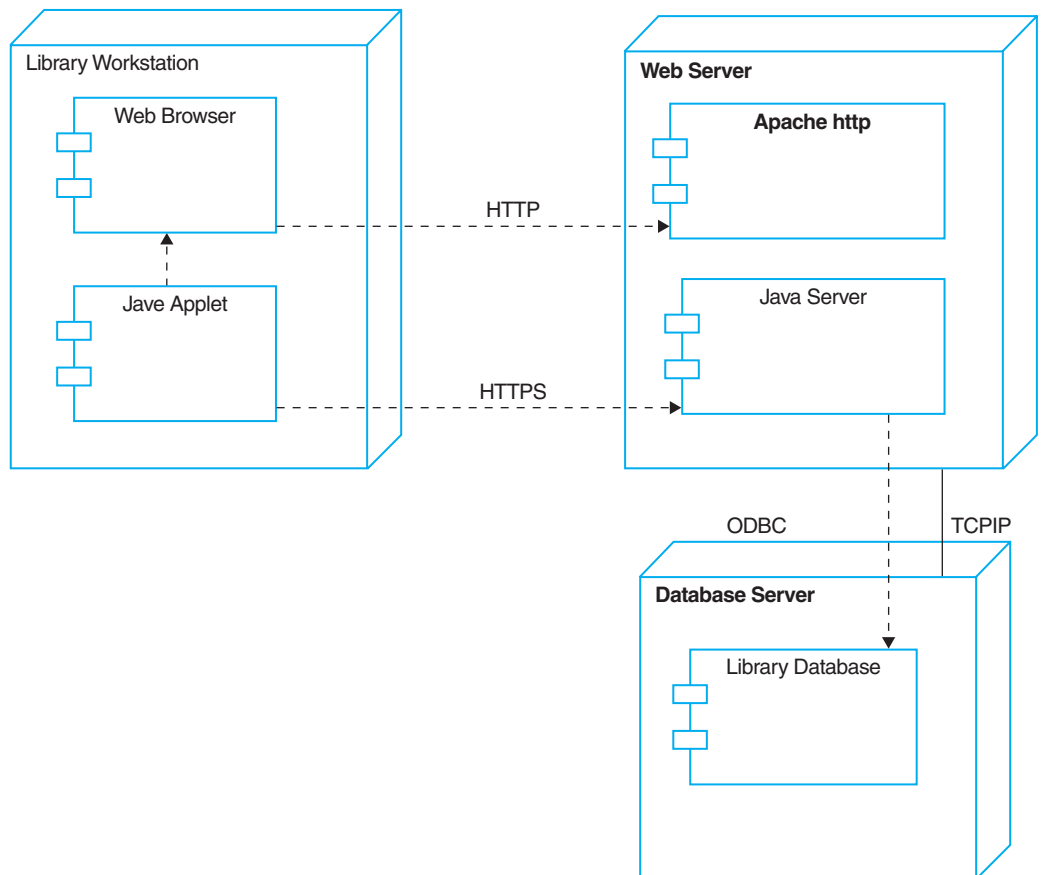 Library Workstation
Web Browser
Jave Applet
HTTP
HTTPS
Web Server
Apache http
Java Server
ODBC
TCPIP
Database Server
Library Database